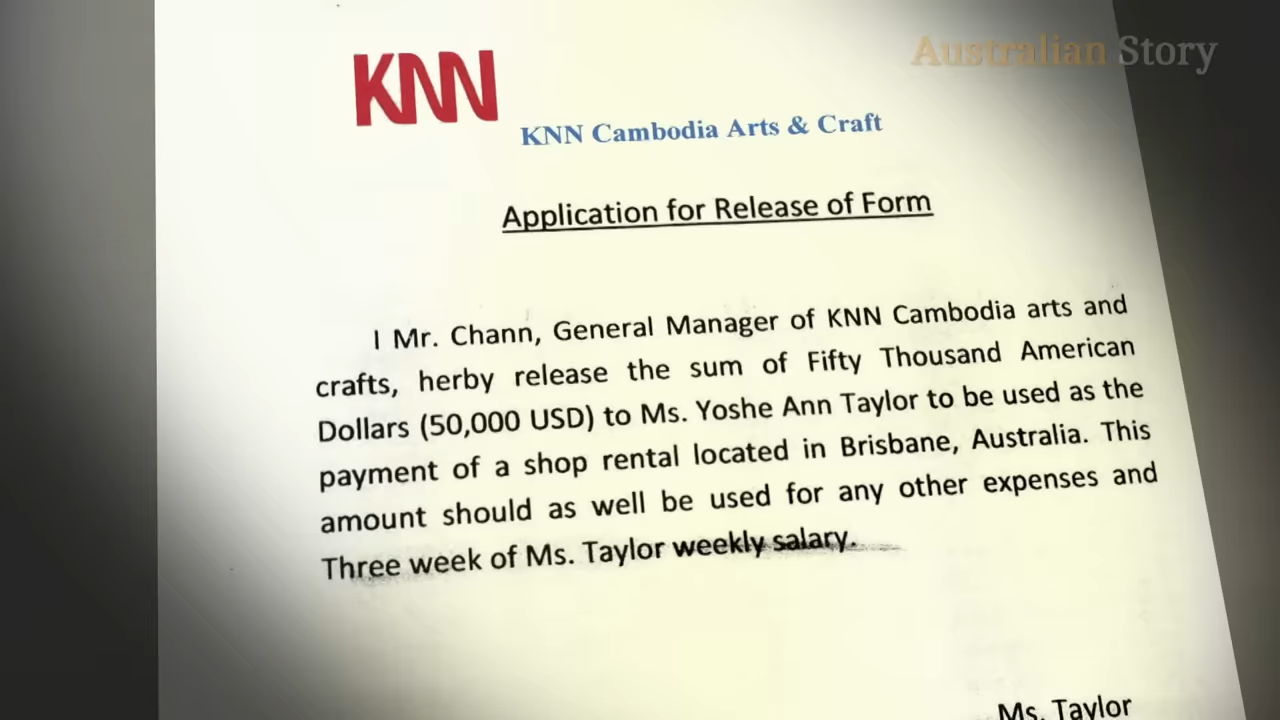 Australian Story
KNN
KNN Cambodia Arts & Craft
Application for Release of Form
I Mr. Chann, General Manager of KNN Cambodia arts and
crafts, herby release the sum of Fifty Thousand American
Dollars (50,000 USD) to Ms. Yoshe Ann Taylor to be used as the
payment of a shop rental located in Brisbane, Australia. This
amount should as well be used for any other expenses and
Three week of Ms. Taylor weekly salary.
Ms. Taylor